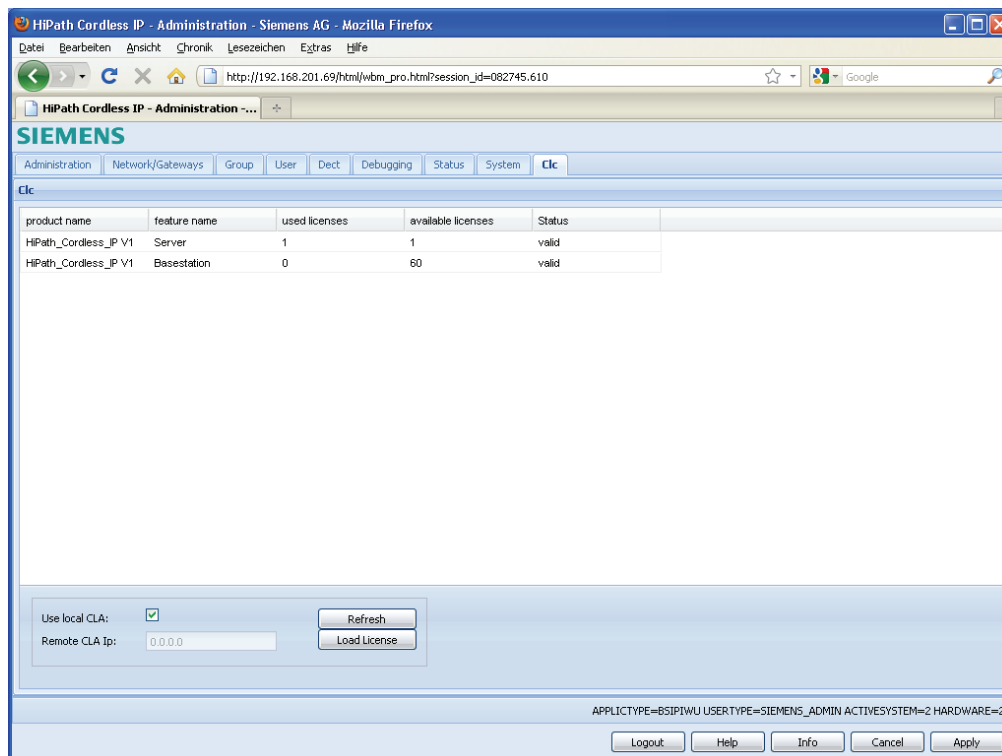 HiPath Cordless IP - Administration - Siemens AG - Mozilla Firefox
Datei Bearbeiten Ansicht Chronik Lesezeichen Extras Hilfe
http://192.168.201.69/html/wbm_pro.html?session_id=082745.610 Google
HiPath Cordless IP - Administration -...
SIEMENS
Administration Network/Gateways Group User Dect Debugging Status System Clc
Clc
product name feature name used licenses available licenses Status
HiPath_Cordless_IP V1 Server 1 1 valid
HiPath_Cordless_IP V1 Basestation 0 60 valid
Use local CLA: Refresh
Remote CLA Ip: 0.0.0.0 Load License
APPLICTYPE=BSIPIWU USERTYPE=SIEMENS_ADMIN ACTIVESYSTEM=2 HARDWARE=2
Logout Help Info Cancel Apply